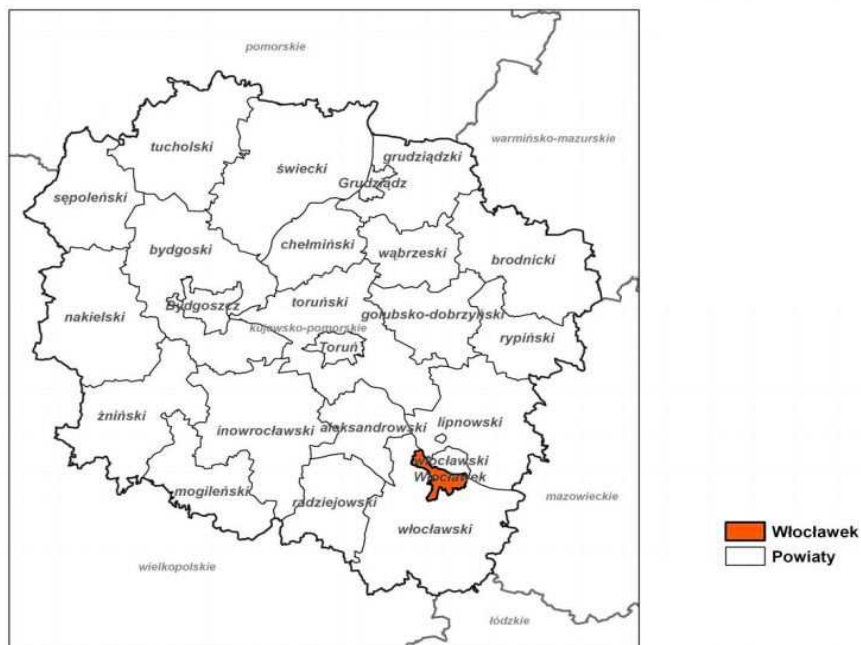 pomorskie
warmińsko-mazurskie
tucholski
grudziądzki
świecki
Grudziądz
sępoleński
bydgoski
chełmiński
wąbrzeski
brodnicki
Bydgoszcz
toruński
golubsko-dobrzyński
nakielski
kujowsko-pomorskie
rypiński
Toruń
żniński
inowrocławski
aleksandrowski
lipnowski
włocławski
Włocławek
mogileński
radziejowski
mazowieckie
włocławski
wielkopolskie
łódzkie
Włocławek
Powiaty